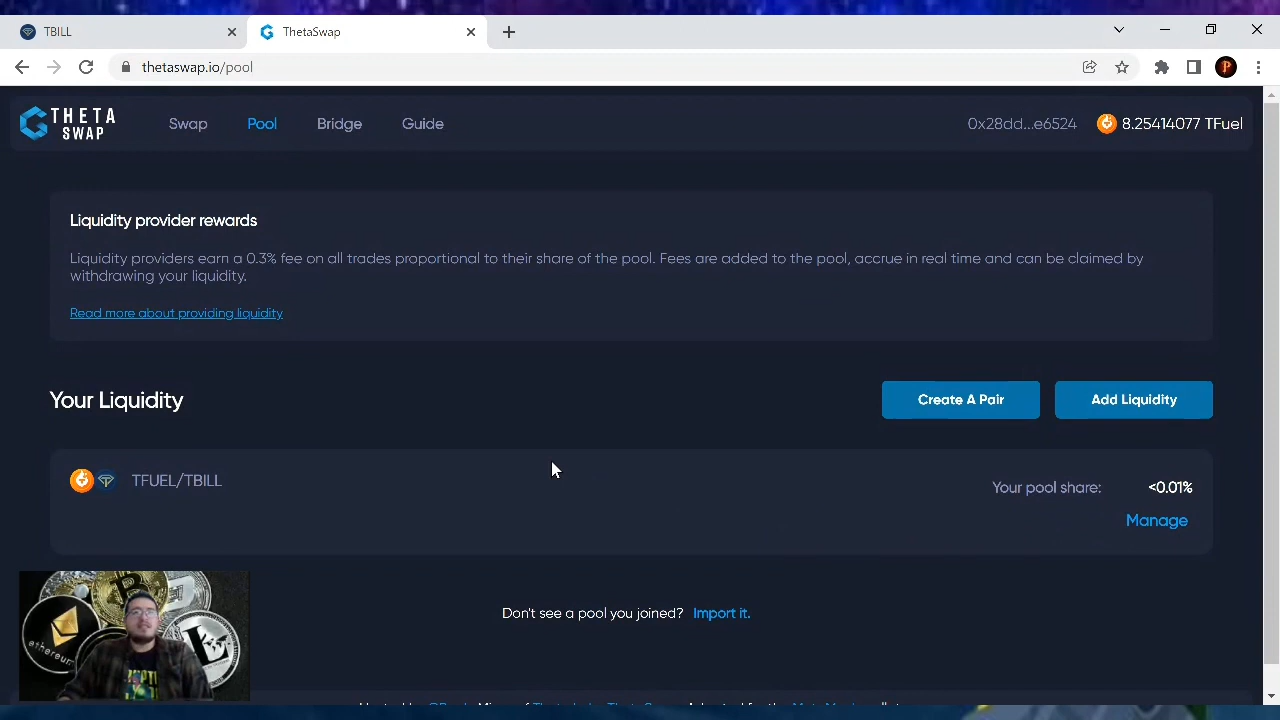 TBILL
ThetaSwap
thetaswap.io/pool
THETA
SWAP
Swap
Pool
Bridge
Guide
0x28dd...e6524
8.25414077 TFuel
Liquidity provider rewards
Liquidity providers earn a 0.3% fee on all trades proportional to their share of the pool. Fees are added to the pool, accrue in real time and can be claimed by
withdrawing your liquidity.
Read more about providing liquidity
Your Liquidity
Create A Pair
Add Liquidity
TFUEL/TBILL
Your pool share:
<0.01%
Manage
Don't see a pool you joined? Import it.
ethereum